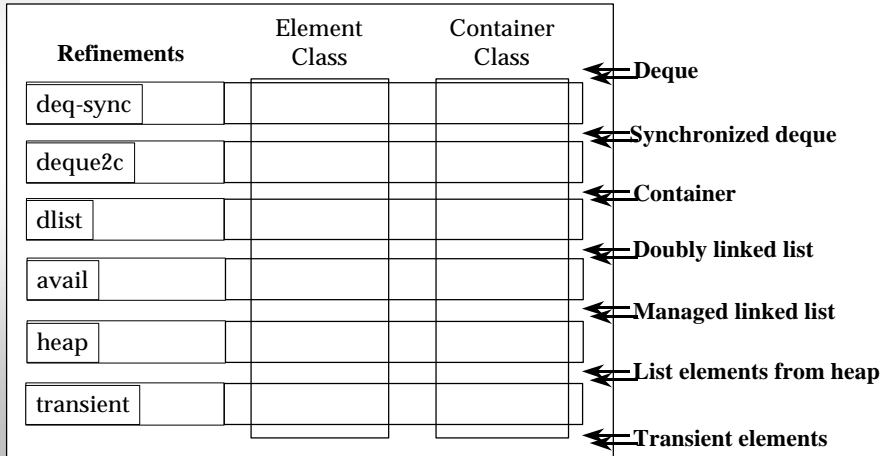 Refinements
Element
Class
Container
Class
Deque
deq-sync
Synchronized deque
deque2c
Container
dlist
Doubly linked list
avail
Managed linked list
heap
List elements from heap
transient
Transient elements